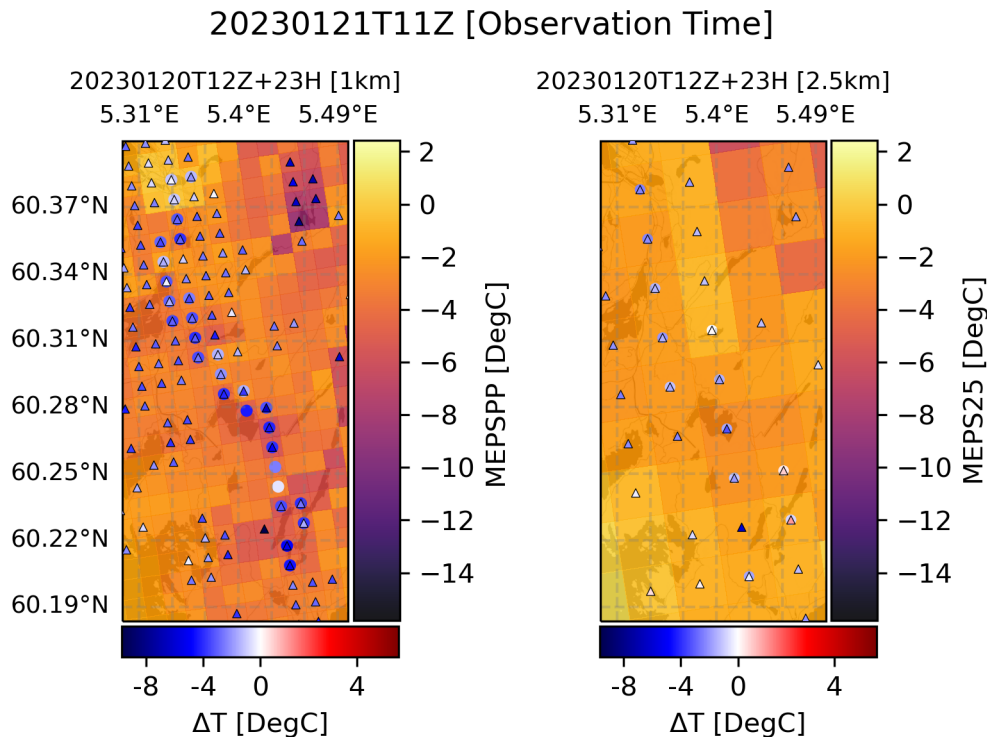 20230121T11Z [Observation Time]
20230120T12Z+23H [1km]
5.31°E 5.4°E 5.49°E
60.37°N
60.34°N
60.31°N
60.28°N
60.25°N
60.22°N
60.19°N
2
0
−2
−4
−6
−8
−10
−12
−14
MEPSPP [DegC]
-8 -4 0 4
ΔT [DegC]
20230120T12Z+23H [2.5km]
5.31°E 5.4°E 5.49°E
2
0
−2
−4
−6
−8
−10
−12
−14
MEPS25 [DegC]
-8 -4 0 4
ΔT [DegC]